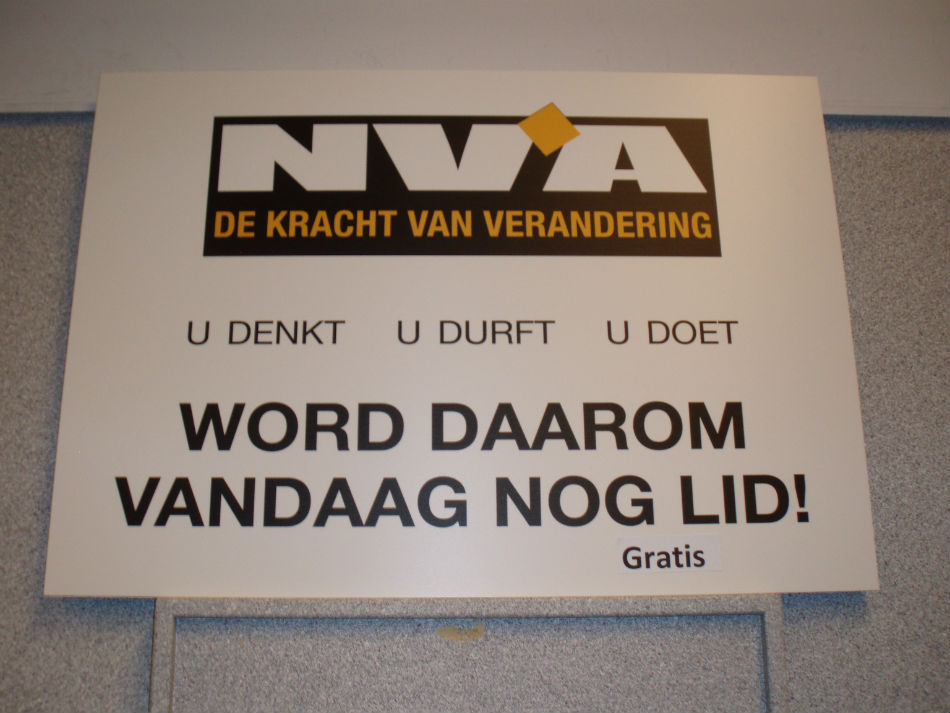 NVA
DE KRACHT VAN VERANDERING
U DENKT U DURFT U DOET
WORD DAAROM
VANDAAG NOG LID!
Gratis